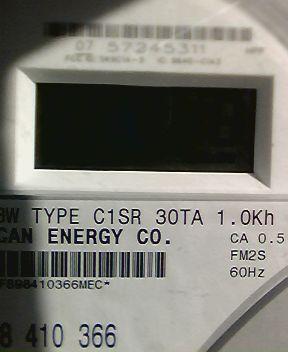 07 57245311
3W TYPE C1SR 30TA 1.0Kh
GAN ENERGY CO.
CA 0.5
FM2S
60Hz
F898410366MEC*
8 410 366